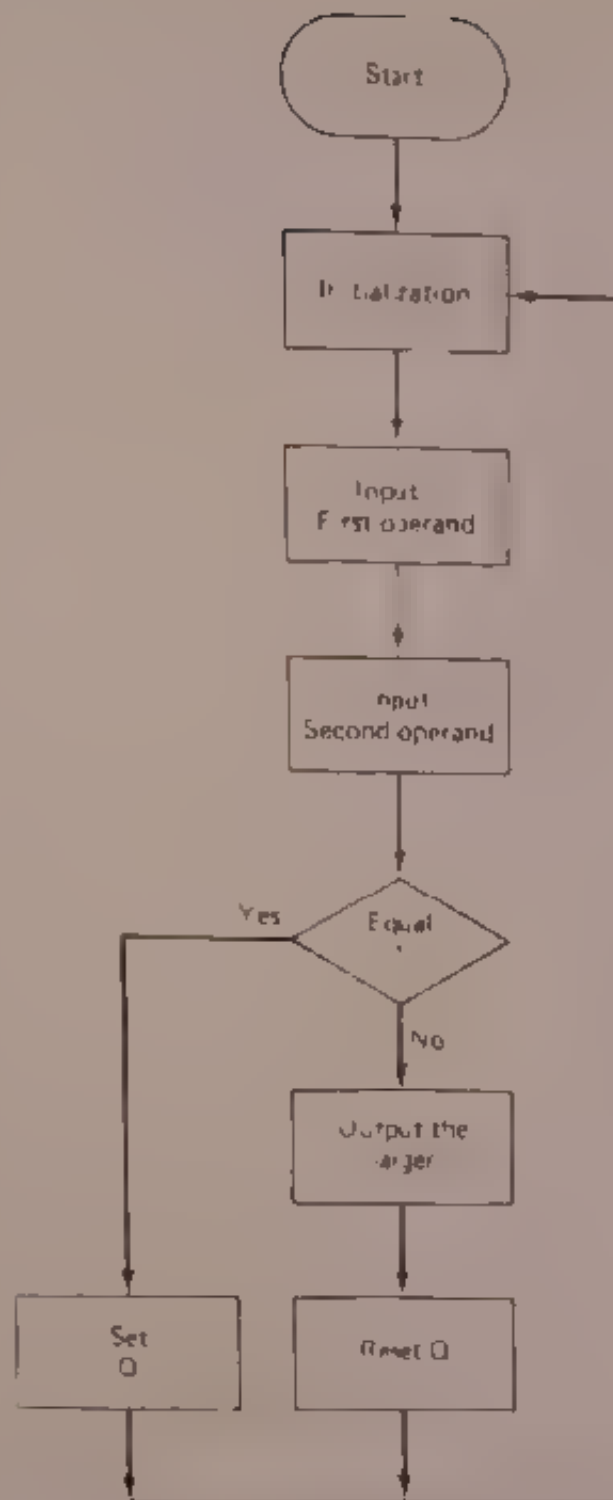 Start
Initialization
Input
First operand
Input
Second operand
Yes
Equal
?
No
Output the
larger
Set
Q
Reset Q